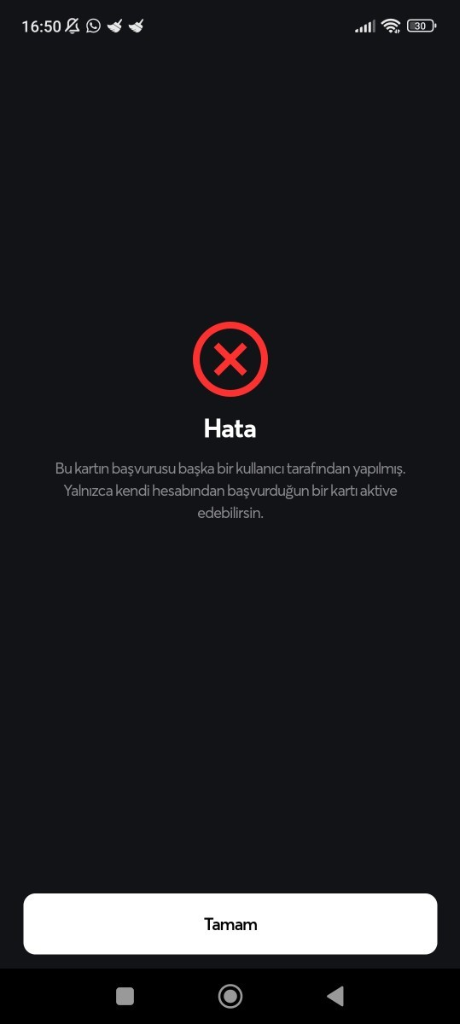 16:50
30
Hata
Bu kartın başvurusu başka bir kullanıcı tarafından yapılmış.
Yalnızca kendi hesabından başvurduğun bir kartı aktive
edebilirsin.
Tamam